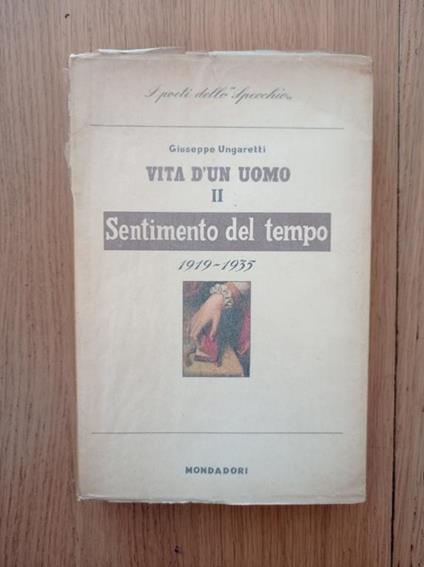 I poeti dello "Specchio"
Giuseppe Ungaretti
VITA D'UN UOMO
II
Sentimento del tempo
1919-1935
MONDADORI